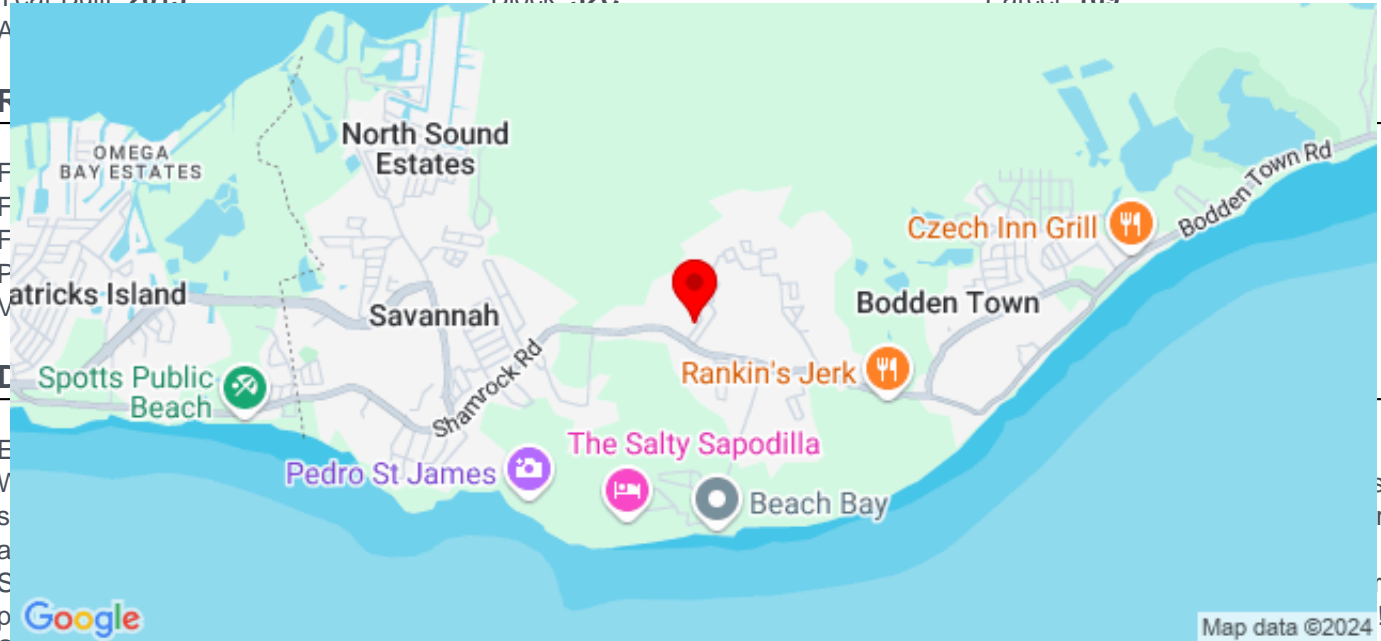 OMEGA
BAY ESTATES
North Sound
Estates
Czech Inn Grill
Bodden Town Rd
atricks Island
Savannah
Bodden Town
Spotts Public
Beach
Shamrock Rd
Rankin's Jerk
The Salty Sapodilla
Pedro St James
Beach Bay
Google
Map data ©2024